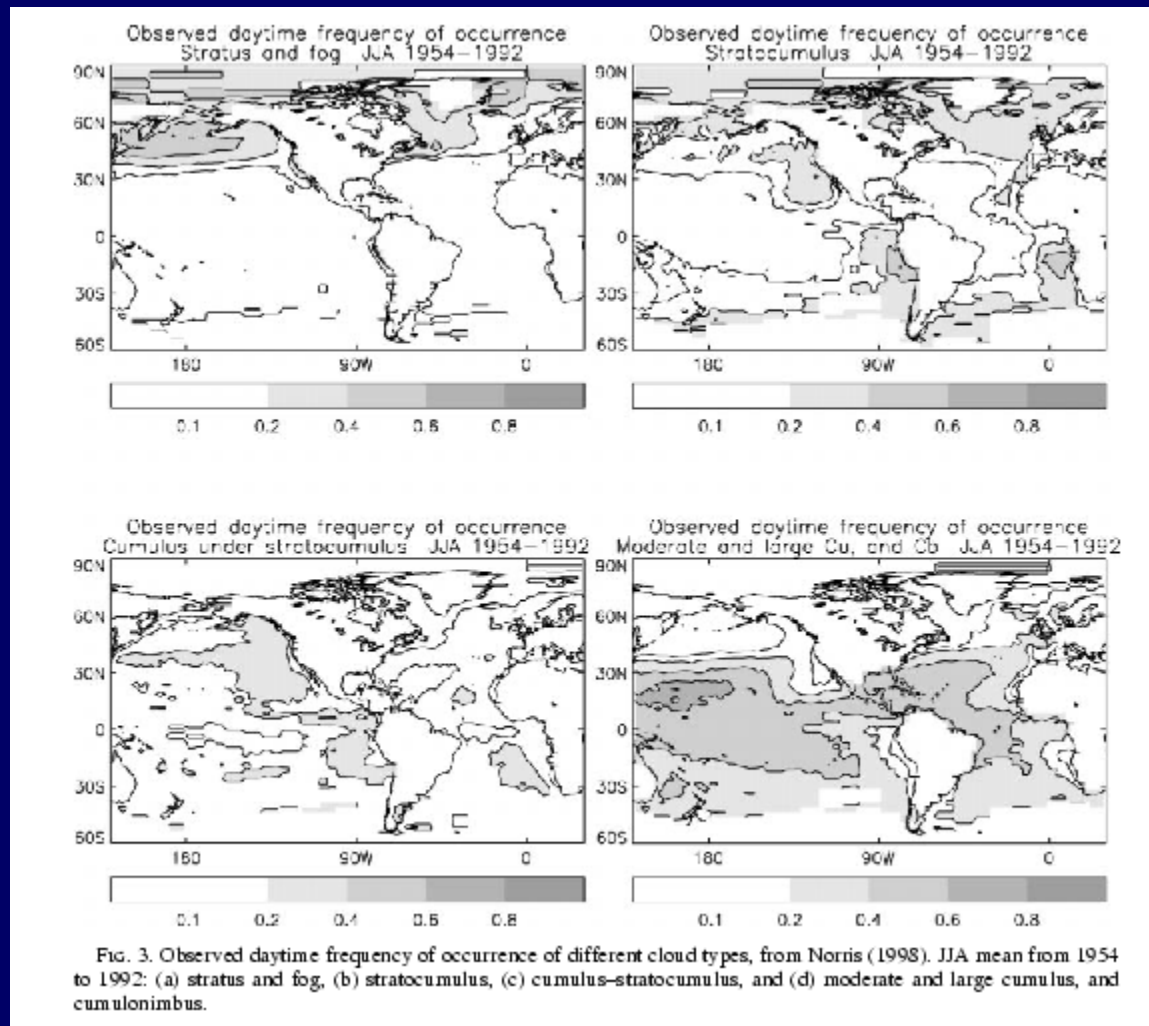 Observed daytime frequency of occurrence
Stratus and fog JJA 1954–1992
90N
60N
30N
0
30S
60S
180
90W
0
0.1 0.2 0.4 0.6 0.8
Observed daytime frequency of occurrence
Stratocumulus JJA 1954–1992
90N
60N
30N
0
30S
60S
180
90W
0
0.1 0.2 0.4 0.6 0.8
Observed daytime frequency of occurrence
Cumulus under stratocumulus JJA 1954–1992
90N
60N
30N
0
30S
60S
180
90W
0
0.1 0.2 0.4 0.6 0.8
Observed daytime frequency of occurrence
Moderate and large Cu, and Cb JJA 1954–1992
90N
60N
30N
0
30S
60S
180
90W
0
0.1 0.2 0.4 0.6 0.8
FIG. 3. Observed daytime frequency of occurrence of different cloud types, from Norris (1998). JJA mean from 1954
to 1992: (a) stratus and fog, (b) stratocumulus, (c) cumulus–stratocumulus, and (d) moderate and large cumulus, and
cumulonimbus.